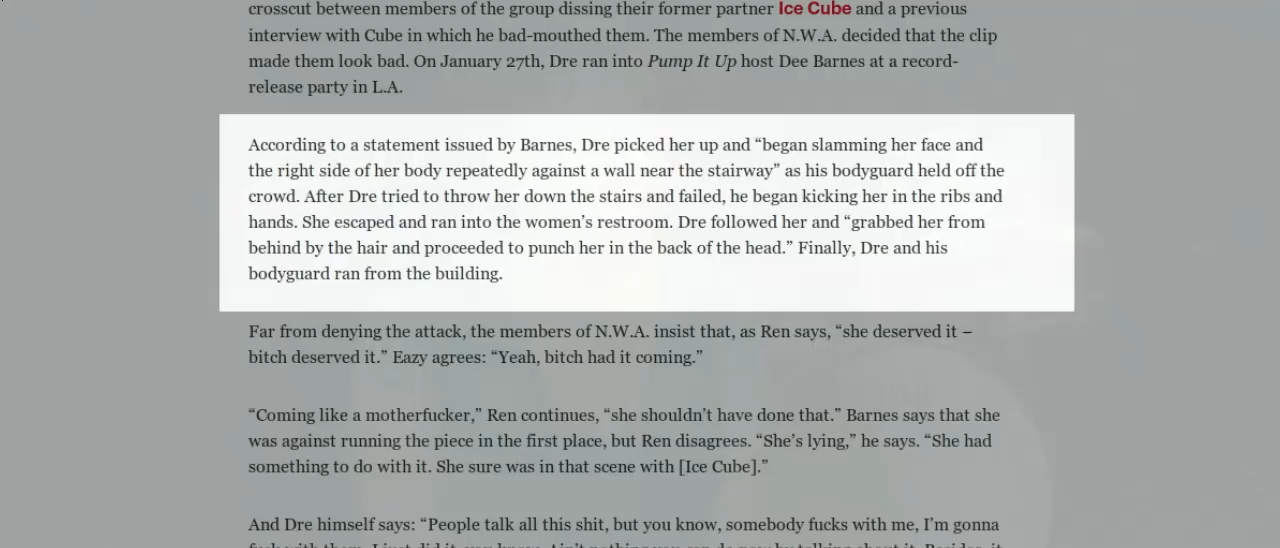 crosscut between members of the group dissing their former partner Ice Cube and a previous
interview with Cube in which he bad-mouthed them. The members of N.W.A. decided that the clip
made them look bad. On January 27th, Dre ran into Pump It Up host Dee Barnes at a record-
release party in L.A.
According to a statement issued by Barnes, Dre picked her up and “began slamming her face and
the right side of her body repeatedly against a wall near the stairway” as his bodyguard held off the
crowd. After Dre tried to throw her down the stairs and failed, he began kicking her in the ribs and
hands. She escaped and ran into the women’s restroom. Dre followed her and “grabbed her from
behind by the hair and proceeded to punch her in the back of the head.” Finally, Dre and his
bodyguard ran from the building.
Far from denying the attack, the members of N.W.A. insist that, as Ren says, “she deserved it –
bitch deserved it.” Eazy agrees: “Yeah, bitch had it coming.”
“Coming like a motherfucker,” Ren continues, “she shouldn’t have done that.” Barnes says that she
was against running the piece in the first place, but Ren disagrees. “She’s lying,” he says. “She had
something to do with it. She sure was in that scene with [Ice Cube].”
And Dre himself says: “People talk all this shit, but you know, somebody fucks with me, I’m gonna